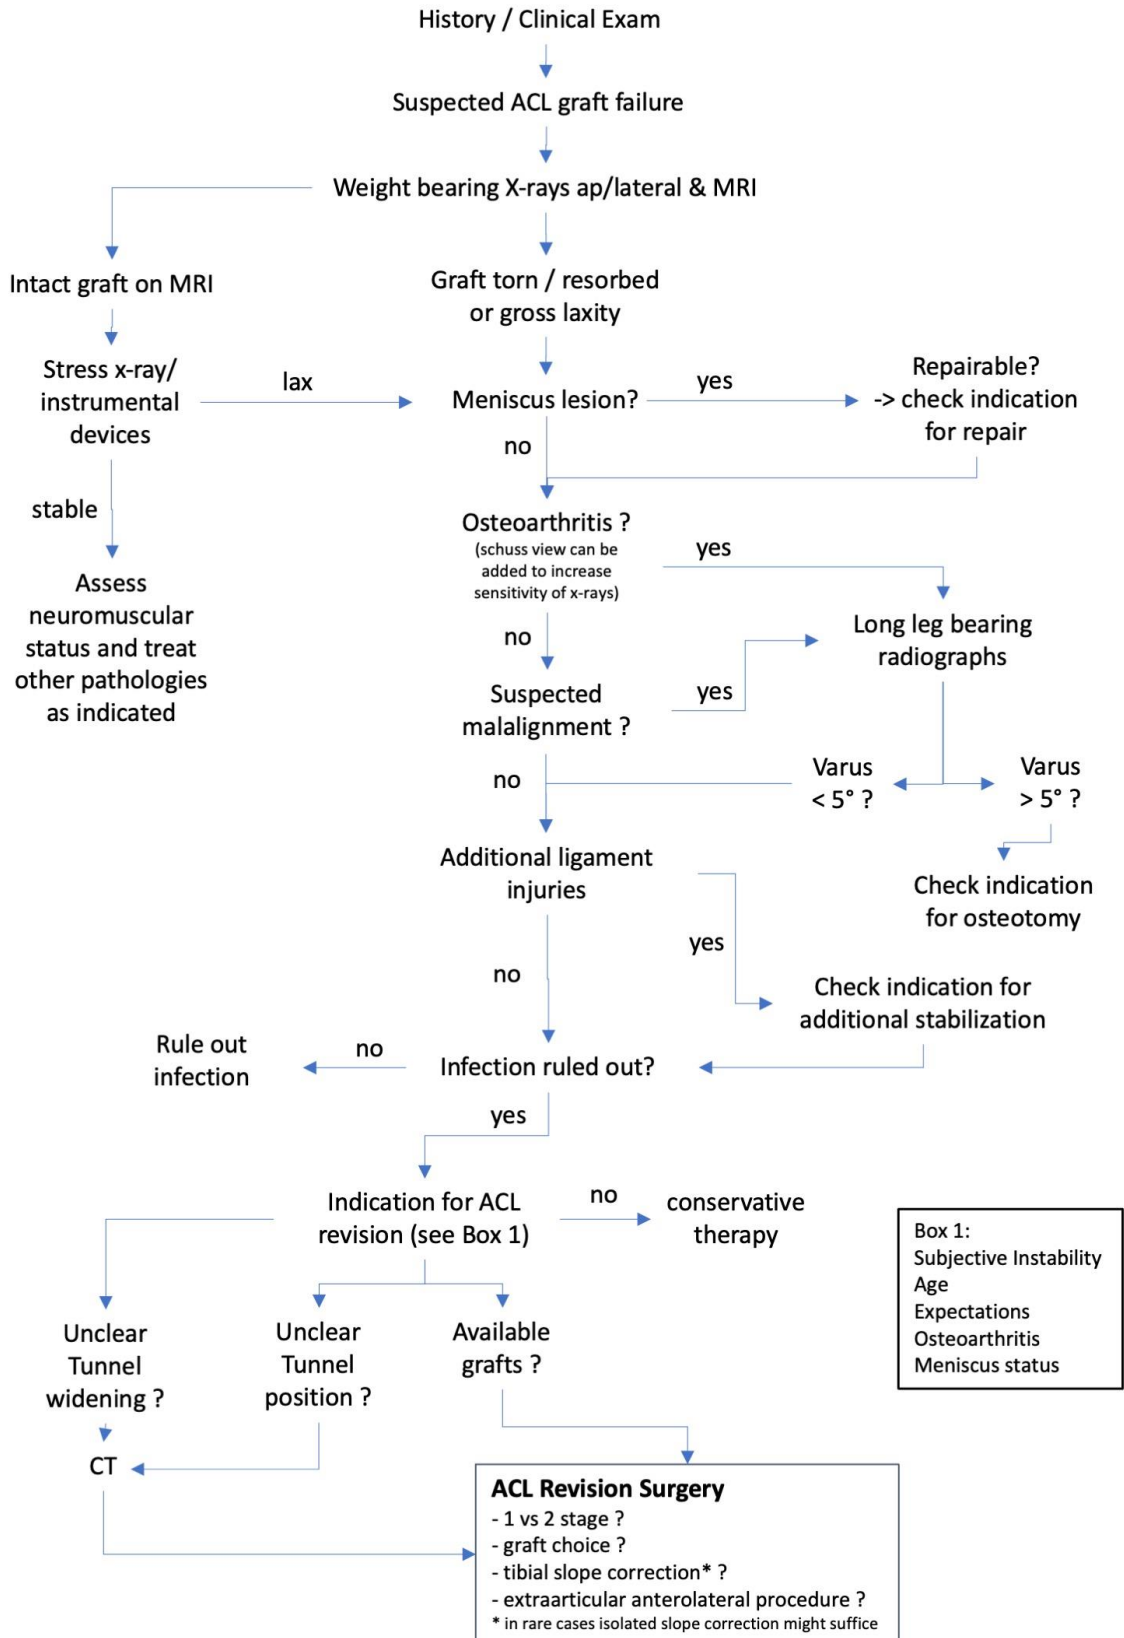 History / Clinical Exam
Suspected ACL graft failure
Weight bearing X-rays ap/lateral & MRI
Intact graft on MRI
Graft torn / resorbed
or gross laxity
Stress x-ray/
instrumental
devices
lax
Meniscus lesion?
yes
Repairable?
-> check indication
for repair
no
stable
Assess
neuromuscular
status and treat
other pathologies
as indicated
Osteoarthritis ?
(schuss view can be
added to increase
sensitivity of x-rays)
yes
no
Long leg bearing
radiographs
Suspected
malalignment ?
yes
no
Varus
< 5° ?
Varus
> 5° ?
Check indication
for osteotomy
Additional ligament
injuries
yes
no
Check indication for
additional stabilization
Infection ruled out?
no
Rule out
infection
yes
Indication for ACL
revision (see Box 1)
no
conservative
therapy
Box 1:
Subjective Instability
Age
Expectations
Osteoarthritis
Meniscus status
Unclear
Tunnel
widening ?
Unclear
Tunnel
position ?
Available
grafts ?
CT
ACL Revision Surgery
- 1 vs 2 stage ?
- graft choice ?
- tibial slope correction* ?
- extraarticular anterolateral procedure ?
* in rare cases isolated slope correction might suffice